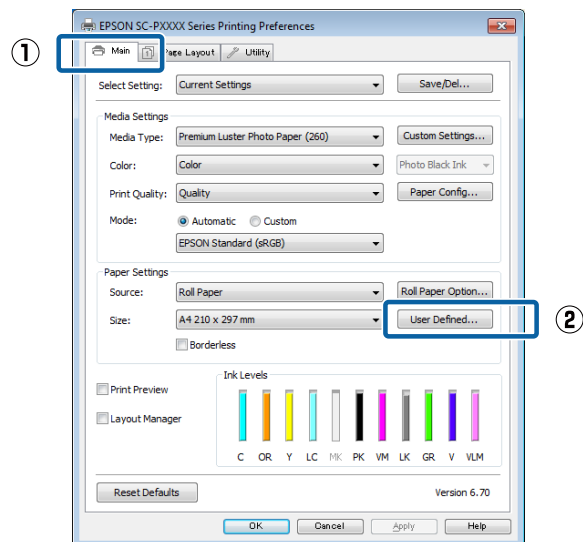 EPSON SC-PXXXX Series Printing Preferences
① Main Page Layout Utility
Select Setting: Current Settings Save/Del...
Media Settings
Media Type: Premium Luster Photo Paper (260) Custom Settings...
Color: Color Photo Black Ink
Print Quality: Quality Paper Config...
Mode: Automatic Custom
EPSON Standard (sRGB)
Paper Settings
Source: Roll Paper Roll Paper Option...
Size: A4 210 x 297 mm User Defined... ②
Borderless
Ink Levels
Print Preview
Layout Manager
C OR Y LC MK PK VM LK GR V VLM
Reset Defaults Version 6.70
OK Cancel Apply Help